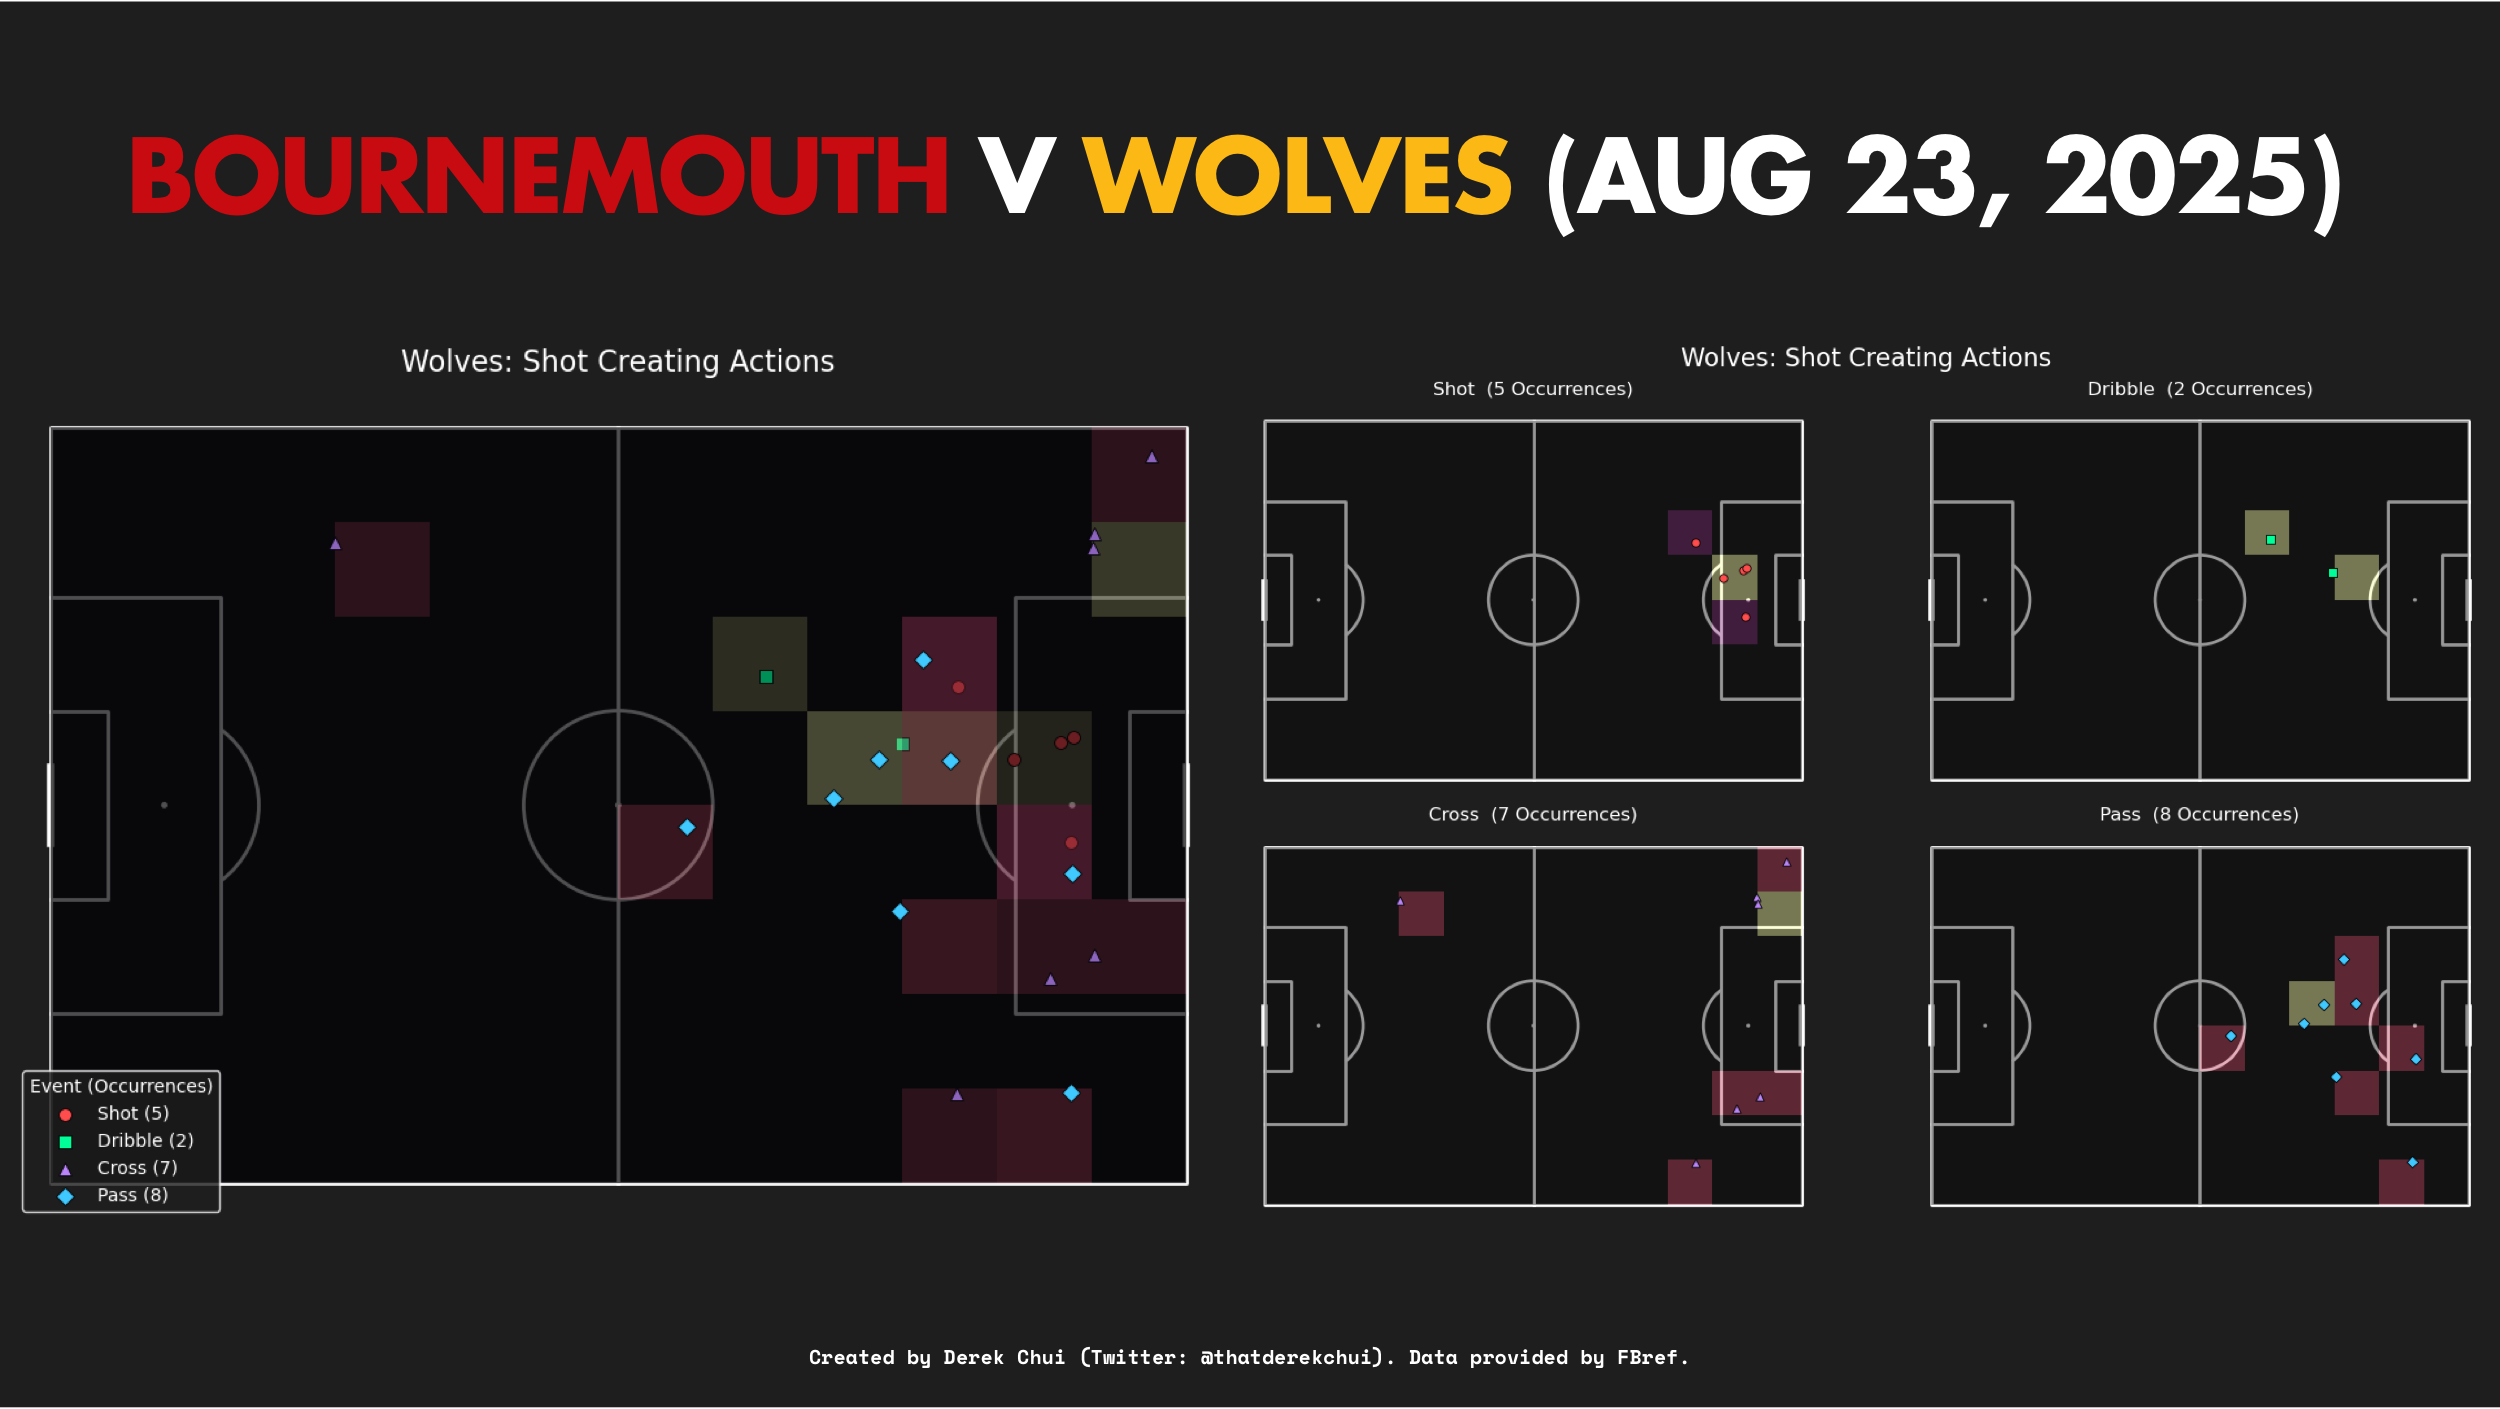 BOURNEMOUTH V WOLVES (AUG 23, 2025)
Wolves: Shot Creating Actions
Event (Occurrences)
Shot (5)
Dribble (2)
Cross (7)
Pass (8)
Wolves: Shot Creating Actions
Shot (5 Occurrences)
Dribble (2 Occurrences)
Cross (7 Occurrences)
Pass (8 Occurrences)
Created by Derek Chui (Twitter: @thatderekchui). Data provided by FBref.